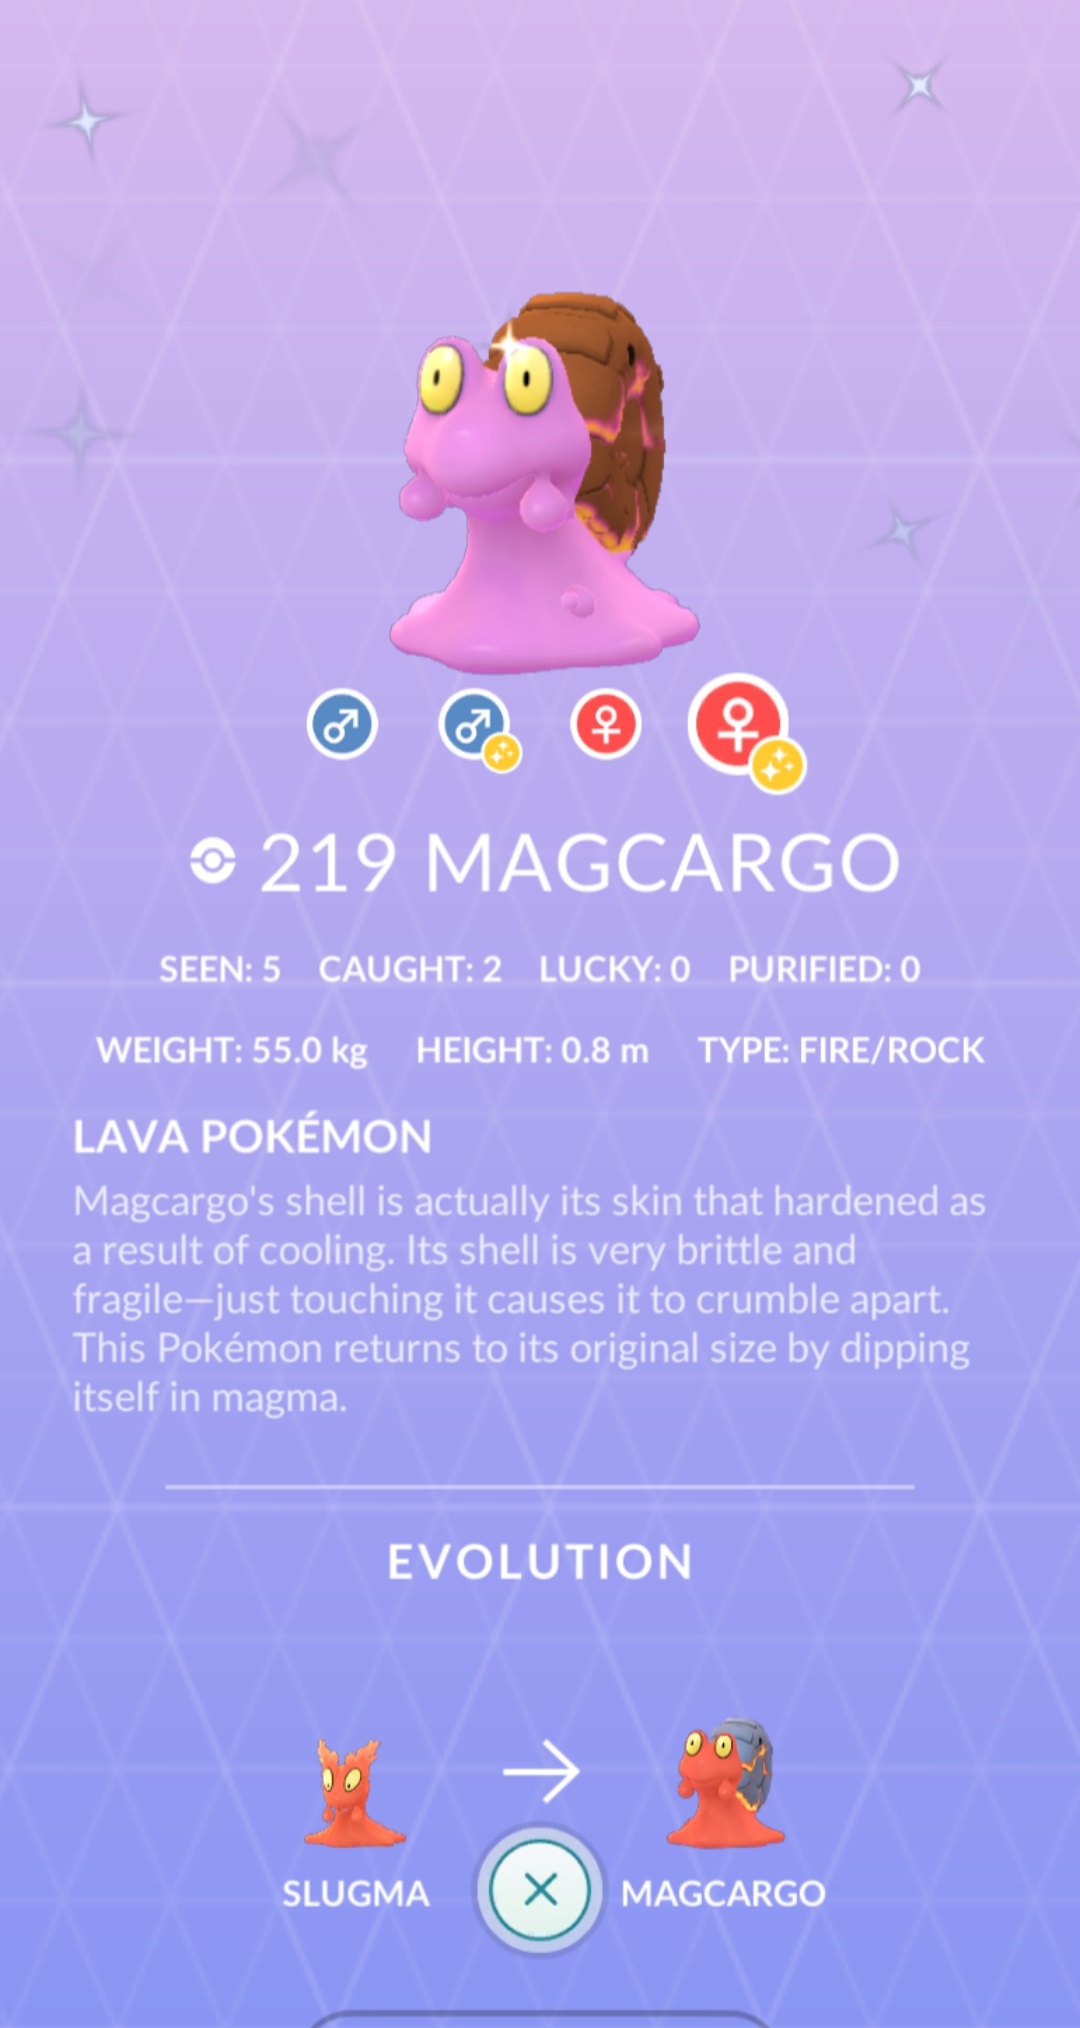 219 MAGCARGO
SEEN: 5 CAUGHT: 2 LUCKY: 0 PURIFIED: 0
WEIGHT: 55.0 kg HEIGHT: 0.8 m TYPE: FIRE/ROCK
LAVA POKÉMON
Magcargo's shell is actually its skin that hardened as
a result of cooling. Its shell is very brittle and
fragile—just touching it causes it to crumble apart.
This Pokémon returns to its original size by dipping
itself in magma.
EVOLUTION
SLUGMA MAGCARGO